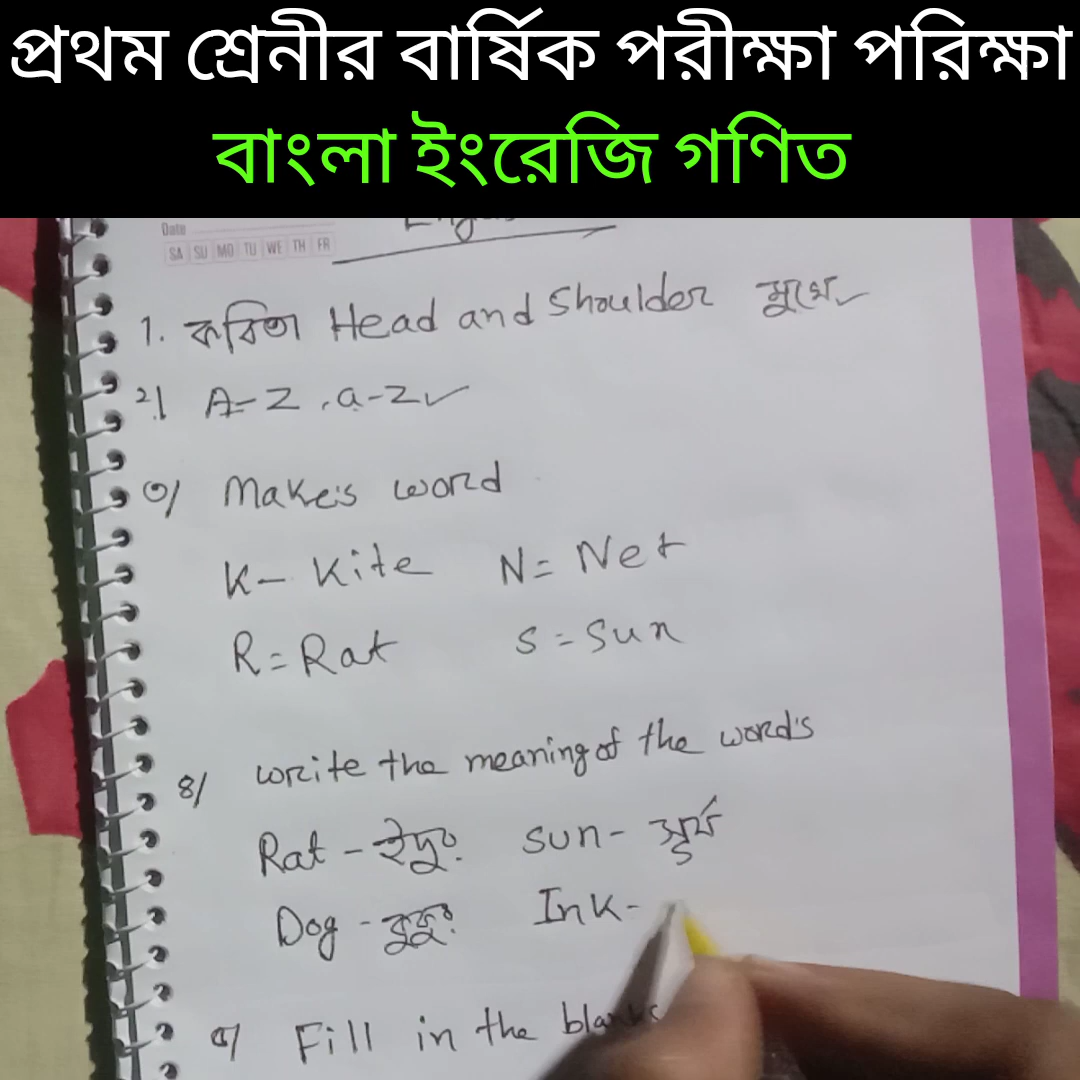 প্রথম শ্রেনীর বার্ষিক পরীক্ষা পরিক্ষা
বাংলা ইংরেজি গণিত
Date
SA SU MO TU WE TH FR
1. কবিতা Head and Shoulder মুখে
২। A-Z, a-z
৩/ Make's word
K- Kite N= Net
R= Rat S = Sun
৪/ write the meaning of the word's
Rat - ইদুর Sun- সূর্য
Dog - কুকুর Ink-
৫/ Fill in the blanks